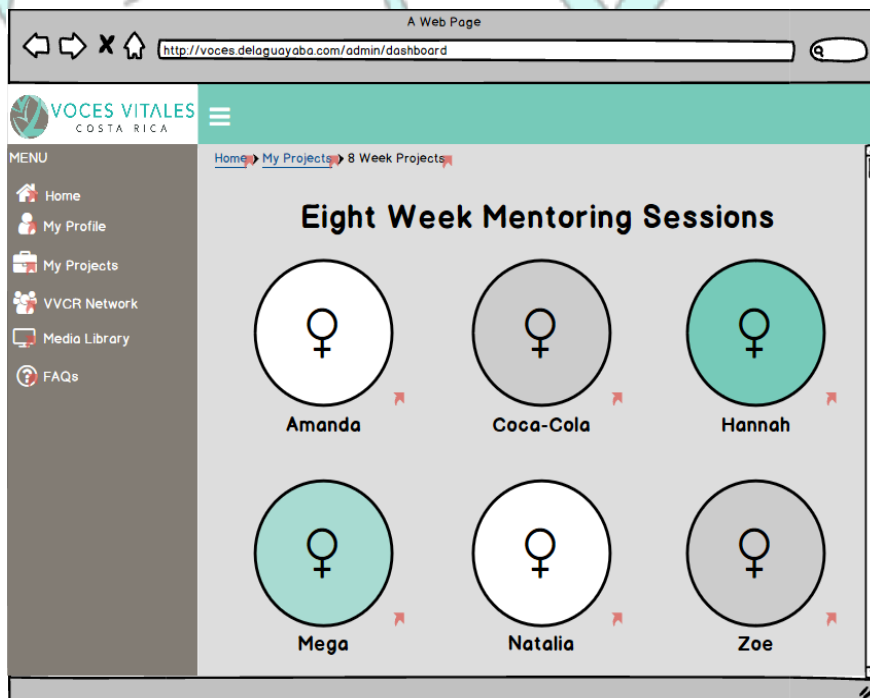 A Web Page
http://voces.delaguayaba.com/admin/dashboard
VOCES VITALES
COSTA RICA
MENU
Home
My Profile
My Projects
VVCR Network
Media Library
FAQs
Home My Projects 8 Week Projects
Eight Week Mentoring Sessions
Amanda Coca-Cola Hannah
Mega Natalia Zoe